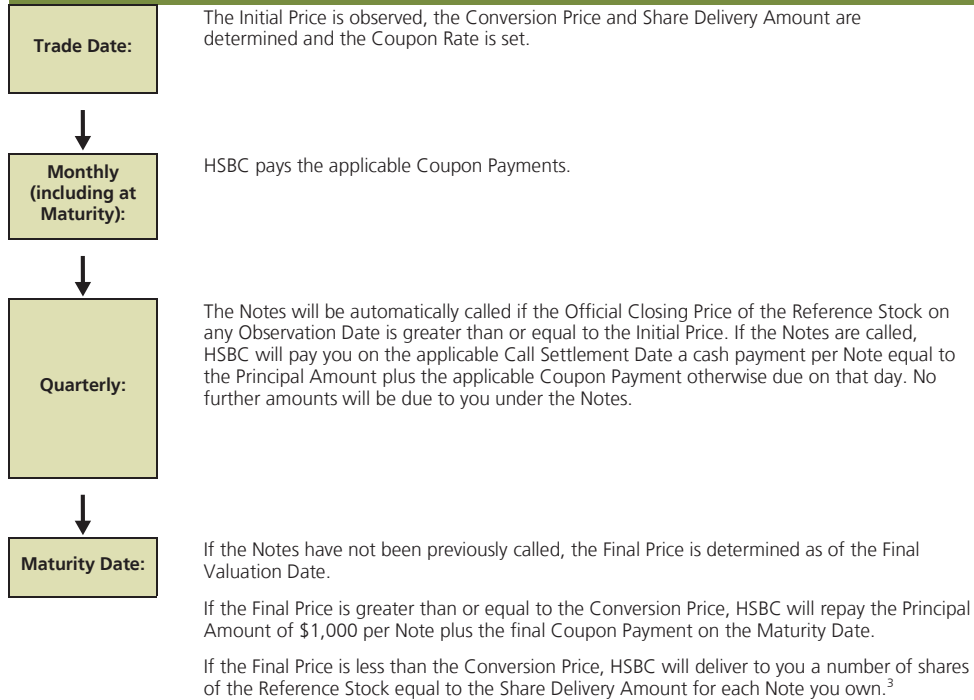 Trade Date:
The Initial Price is observed, the Conversion Price and Share Delivery Amount are
determined and the Coupon Rate is set.
Monthly
(including at
Maturity):
HSBC pays the applicable Coupon Payments.
Quarterly:
The Notes will be automatically called if the Official Closing Price of the Reference Stock on
any Observation Date is greater than or equal to the Initial Price. If the Notes are called,
HSBC will pay you on the applicable Call Settlement Date a cash payment per Note equal to
the Principal Amount plus the applicable Coupon Payment otherwise due on that day. No
further amounts will be due to you under the Notes.
Maturity Date:
If the Notes have not been previously called, the Final Price is determined as of the Final
Valuation Date.
If the Final Price is greater than or equal to the Conversion Price, HSBC will repay the Principal
Amount of $1,000 per Note plus the final Coupon Payment on the Maturity Date.
If the Final Price is less than the Conversion Price, HSBC will deliver to you a number of shares
of the Reference Stock equal to the Share Delivery Amount for each Note you own.³